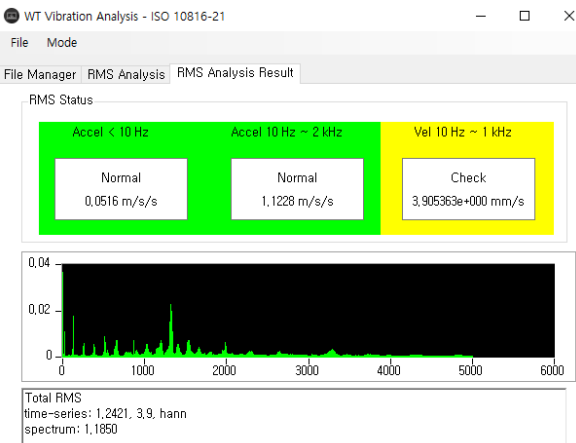 WT Vibration Analysis - ISO 10816-21
File Mode
File Manager RMS Analysis RMS Analysis Result
RMS Status
Accel < 10 Hz Accel 10 Hz ~ 2 kHz Vel 10 Hz ~ 1 kHz
Normal Normal Check
0.0516 m/s/s 1.1228 m/s/s 3.905363e+000 mm/s
0.04
0.02
0
0 1000 2000 3000 4000 5000 6000
Total RMS
time-series: 1.2421, 3.9, hann
spectrum: 1.1850